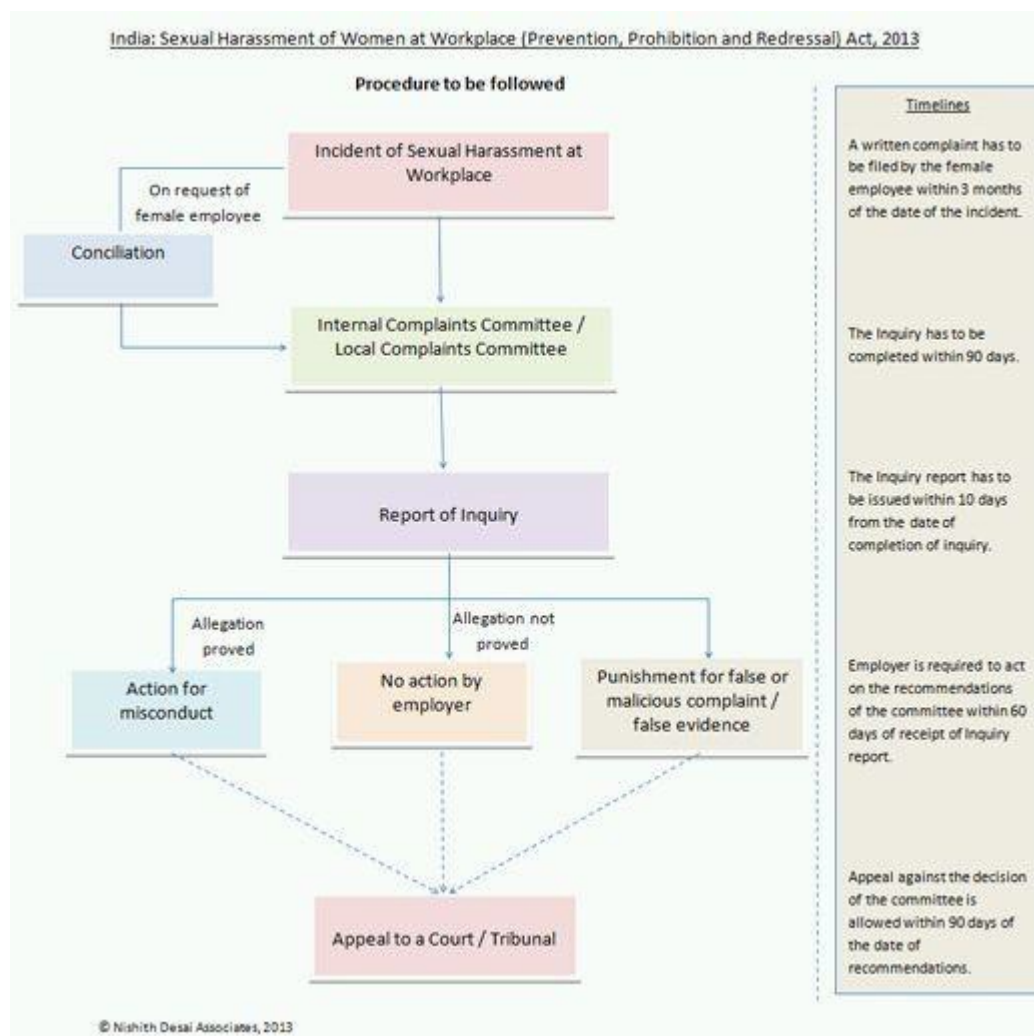 India: Sexual Harassment of Women at Workplace (Prevention, Prohibition and Redressal) Act, 2013
Procedure to be followed
Incident of Sexual Harassment at
Workplace
On request of
female employee
Conciliation
Internal Complaints Committee /
Local Complaints Committee
Report of Inquiry
Allegation
proved
Allegation not
proved
Action for
misconduct
No action by
employer
Punishment for false or
malicious complaint /
false evidence
Appeal to a Court / Tribunal
Timelines
A written complaint has to
be filed by the female
employee within 3 months
of the date of the incident.
The Inquiry has to be
completed within 90 days.
The Inquiry report has to
be issued within 10 days
from the date of
completion of inquiry.
Employer is required to act
on the recommendations
of the committee within 60
days of receipt of Inquiry
report.
Appeal against the decision
of the committee is
allowed within 90 days of
the date of
recommendations.
© Nishith Desai Associates, 2013